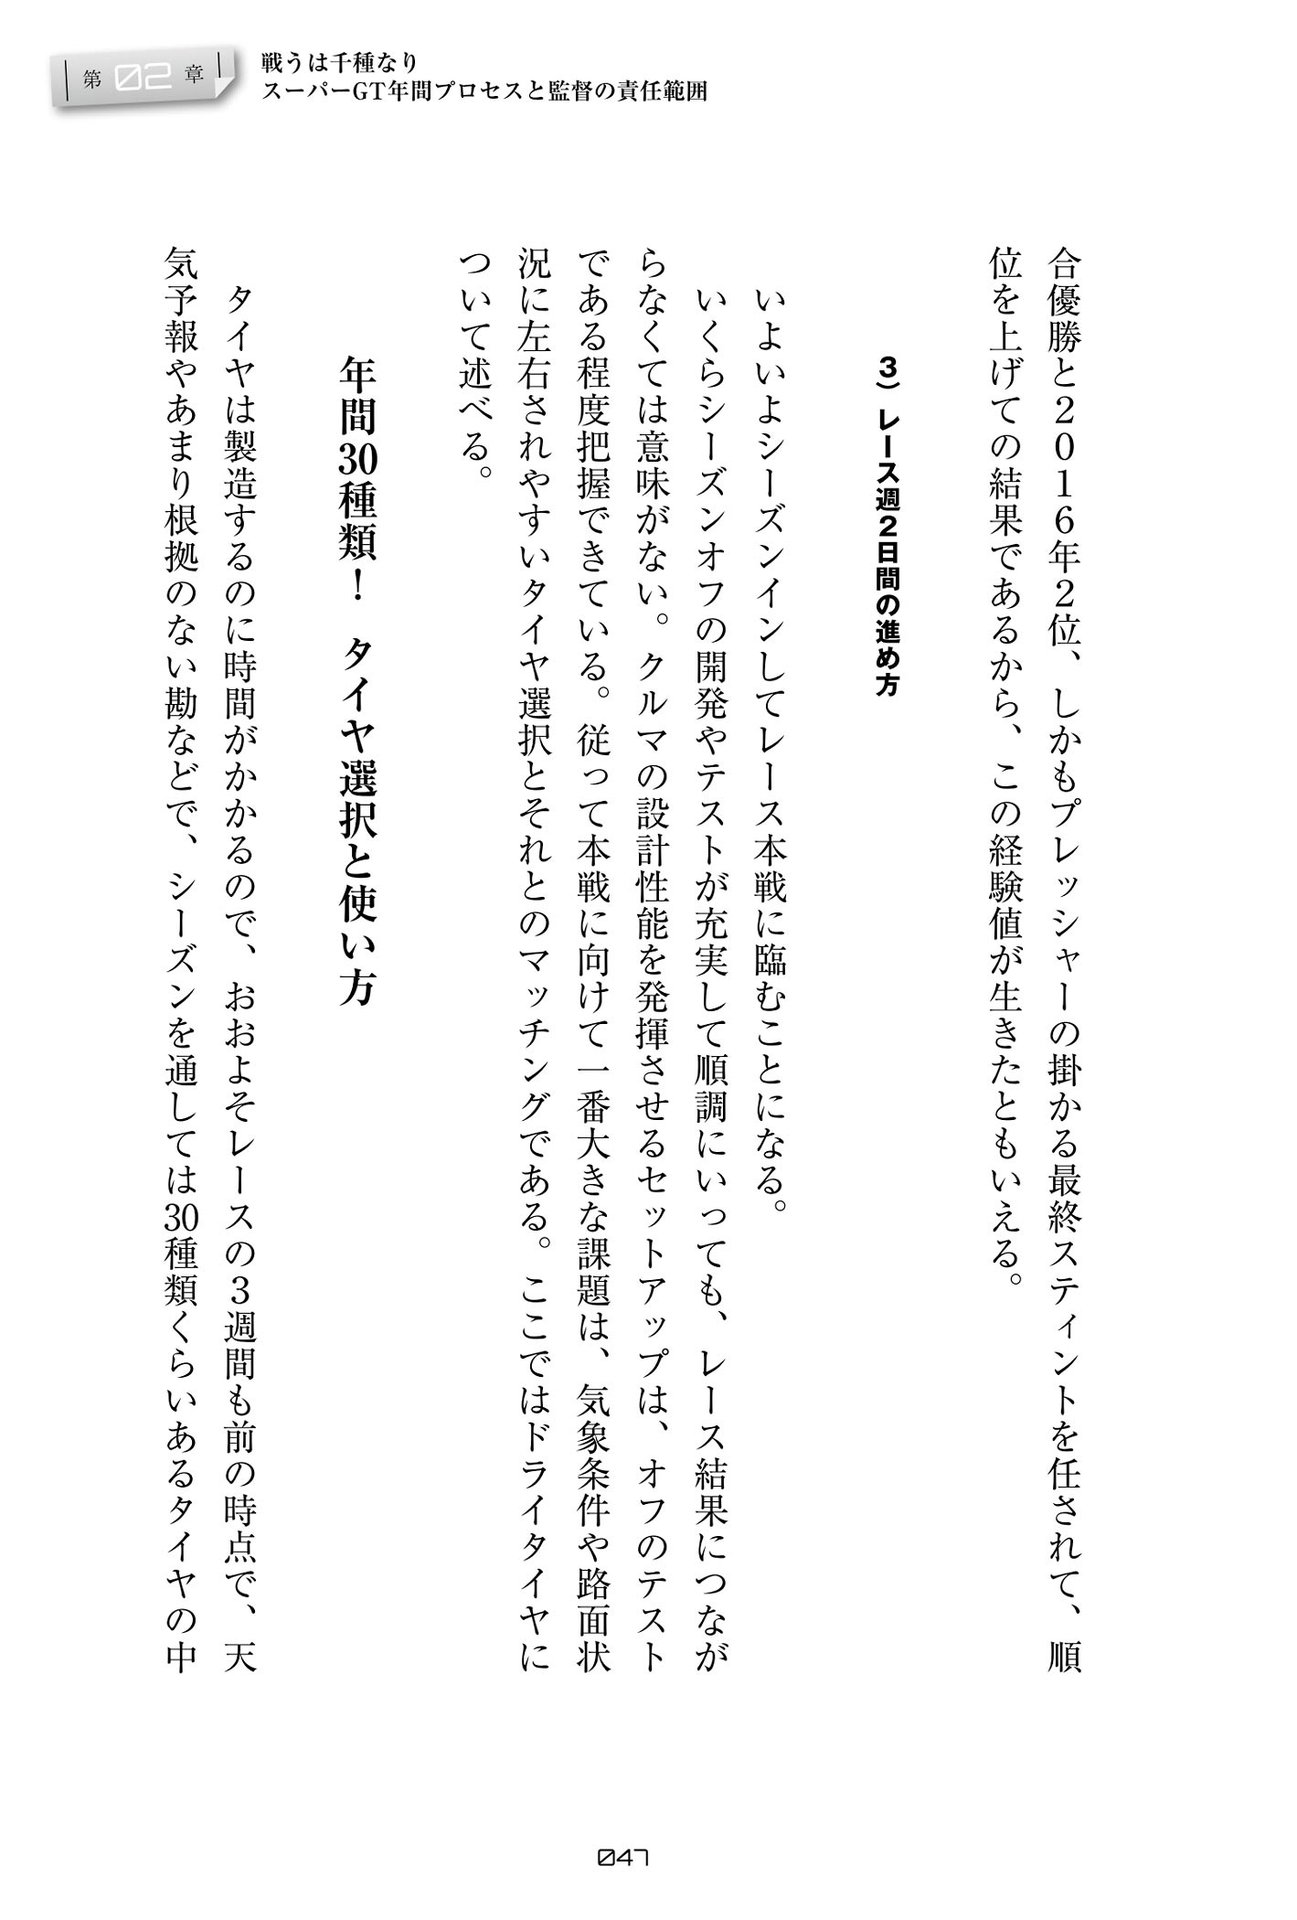 第02章
戦うは千種なり
スーパーGT年間プロセスと監督の責任範囲
合優勝と2016年2位、しかもプレッシャーの掛かる最終スティントを任されて、順
位を上げての結果であるから、この経験値が生きたともいえる。
3）レース週2日間の進め方
いよいよシーズンインしてレース本戦に臨むことになる。
いくらシーズンオフの開発やテストが充実して順調にいっても、レース結果につなが
らなくては意味がない。クルマの設計性能を発揮させるセットアップは、オフのテスト
である程度把握できている。従って本戦に向けて一番大きな課題は、気象条件や路面状
況に左右されやすいタイヤ選択とそれとのマッチングである。ここではドライタイヤに
ついて述べる。
年間30種類！　タイヤ選択と使い方
タイヤは製造するのに時間がかかるので、おおよそレースの3週間も前の時点で、天
気予報やあまり根拠のない勘などで、シーズンを通しては30種類くらいあるタイヤの中
047